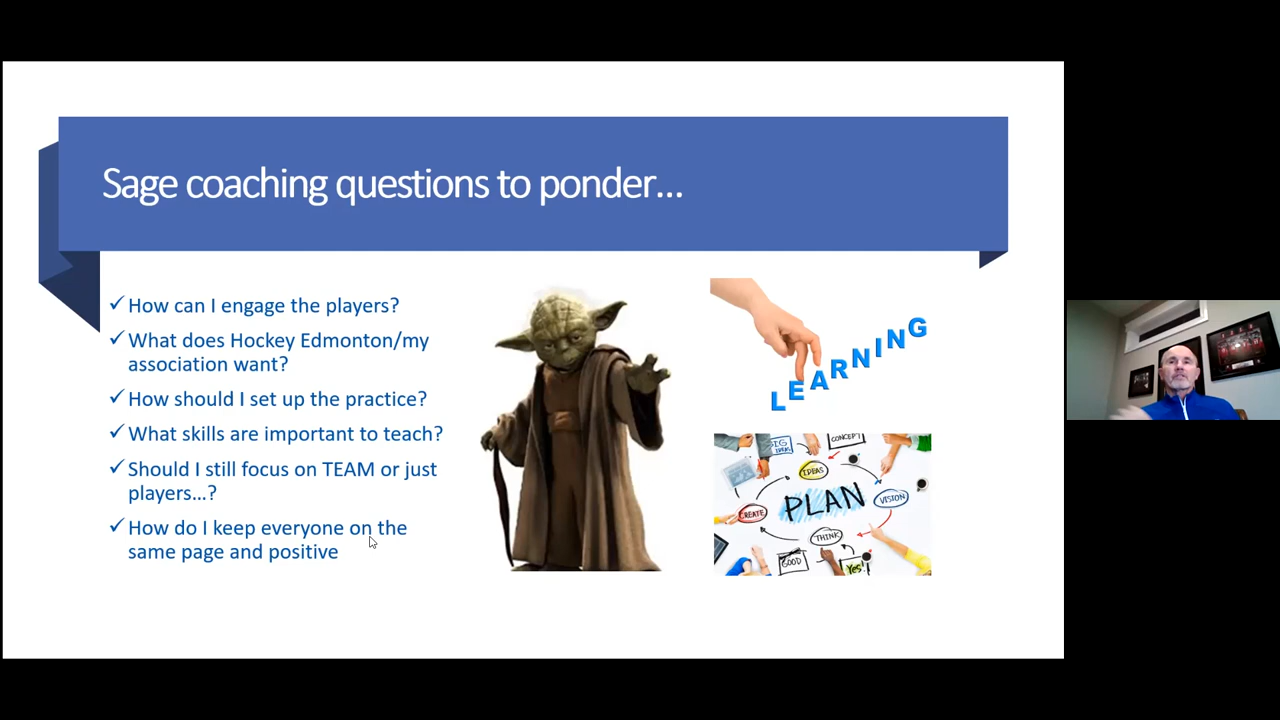 Sage coaching questions to ponder...
How can I engage the players?
What does Hockey Edmonton/my
association want?
How should I set up the practice?
What skills are important to teach?
Should I still focus on TEAM or just
players...?
How do I keep everyone on the
same page and positive
LEARNING
BIG
IDEA
CONCEPT
IDEAS
PLAN
VISION
CREATE
THINK
GOOD
Yes!